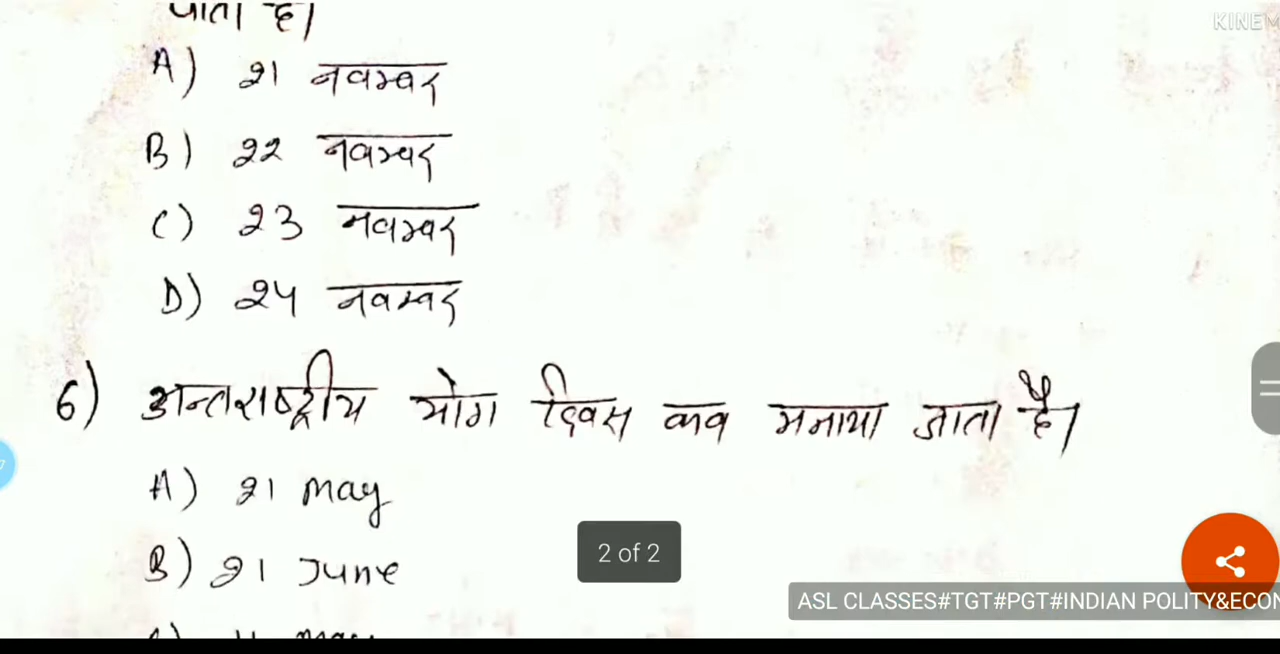 जाता है।
KINEM
A) 21 नवम्बर
B) 22 नवम्बर
C) 23 नवम्बर
D) 24 नवम्बर
6) अन्तराष्ट्रीय योग दिवस कब मनाया जाता है।
A) 21 may
B) 21 June
2 of 2
ASL CLASSES#TGT#PGT#INDIAN POLITY&ECON